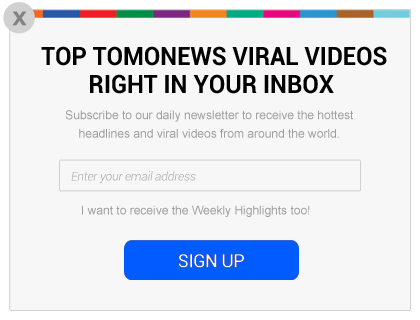 X
TOP TOMONEWS VIRAL VIDEOS
RIGHT IN YOUR INBOX
Subscribe to our daily newsletter to receive the hottest
headlines and viral videos from around the world.
Enter your email address
I want to receive the Weekly Highlights too!
SIGN UP